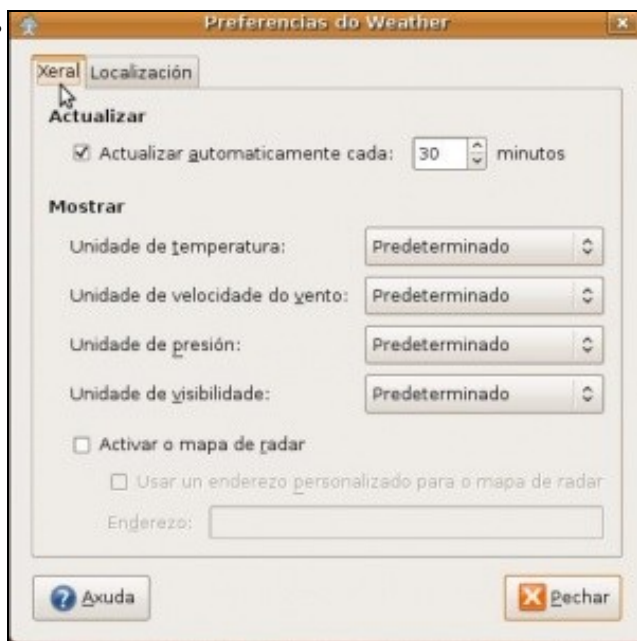 Preferencias do Weather
Xeral Localización
Actualizar
Actualizar automaticamente cada: 30 minutos
Mostrar
Unidade de temperatura: Predeterminado
Unidade de velocidade do vento: Predeterminado
Unidade de presión: Predeterminado
Unidade de visibilidade: Predeterminado
Activar o mapa de radar
Usar un enderezo personalizado para o mapa de radar
Enderezo:
Axuda Pechar